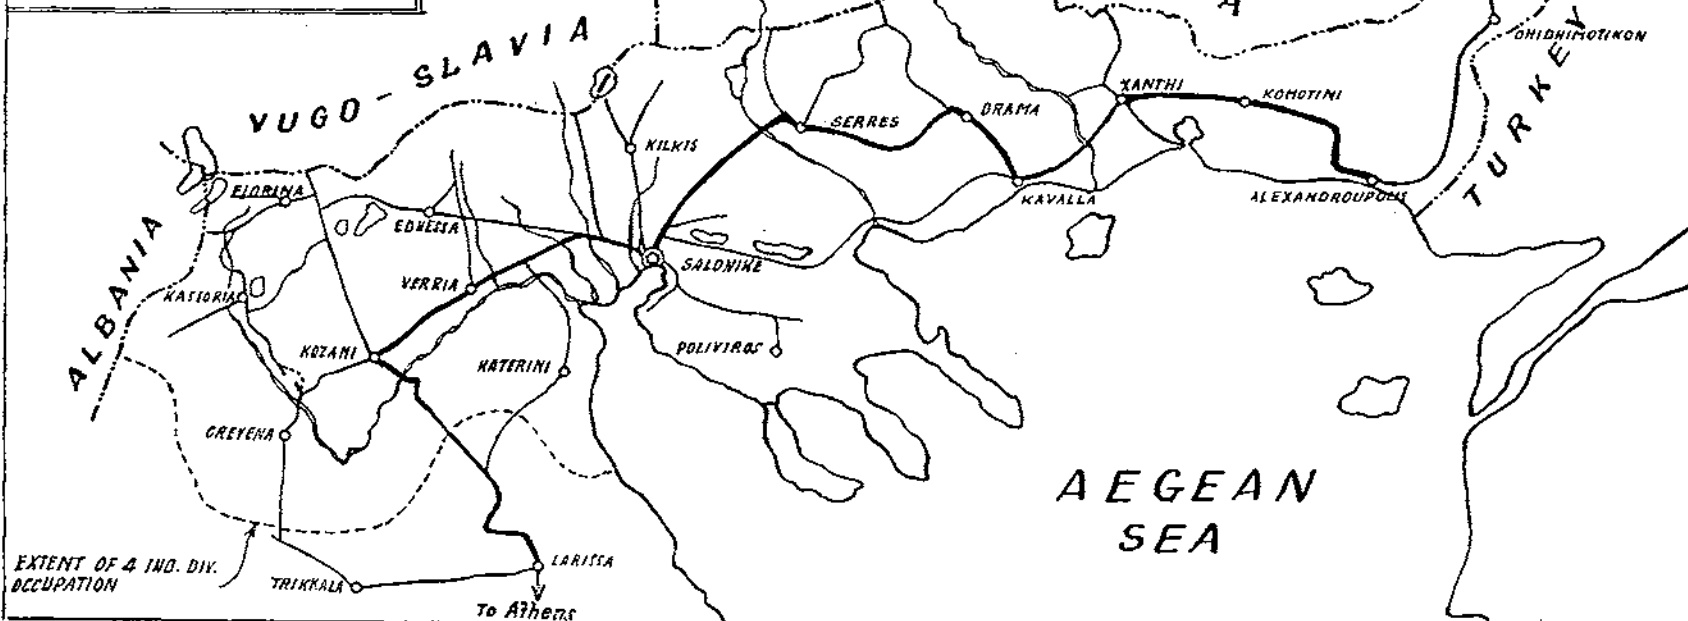 A
YUGO-SLAVIA
DHIDHIMOTIKON
TURKEY
XANTHI
KOMOTINI
DRAMA
SERRES
KILKIS
FLORINA
EDHESSA
KAVALLA
ALEXANDROUPOLIS
ALBANIA
SALONIKE
VERRIA
KASTORIA
KOZANI
POLIVIROS
KATERINI
GREVENA
AEGEAN
SEA
EXTENT OF 4 IND. DIV.
OCCUPATION
LARISSA
TRIKKALA
To Athens